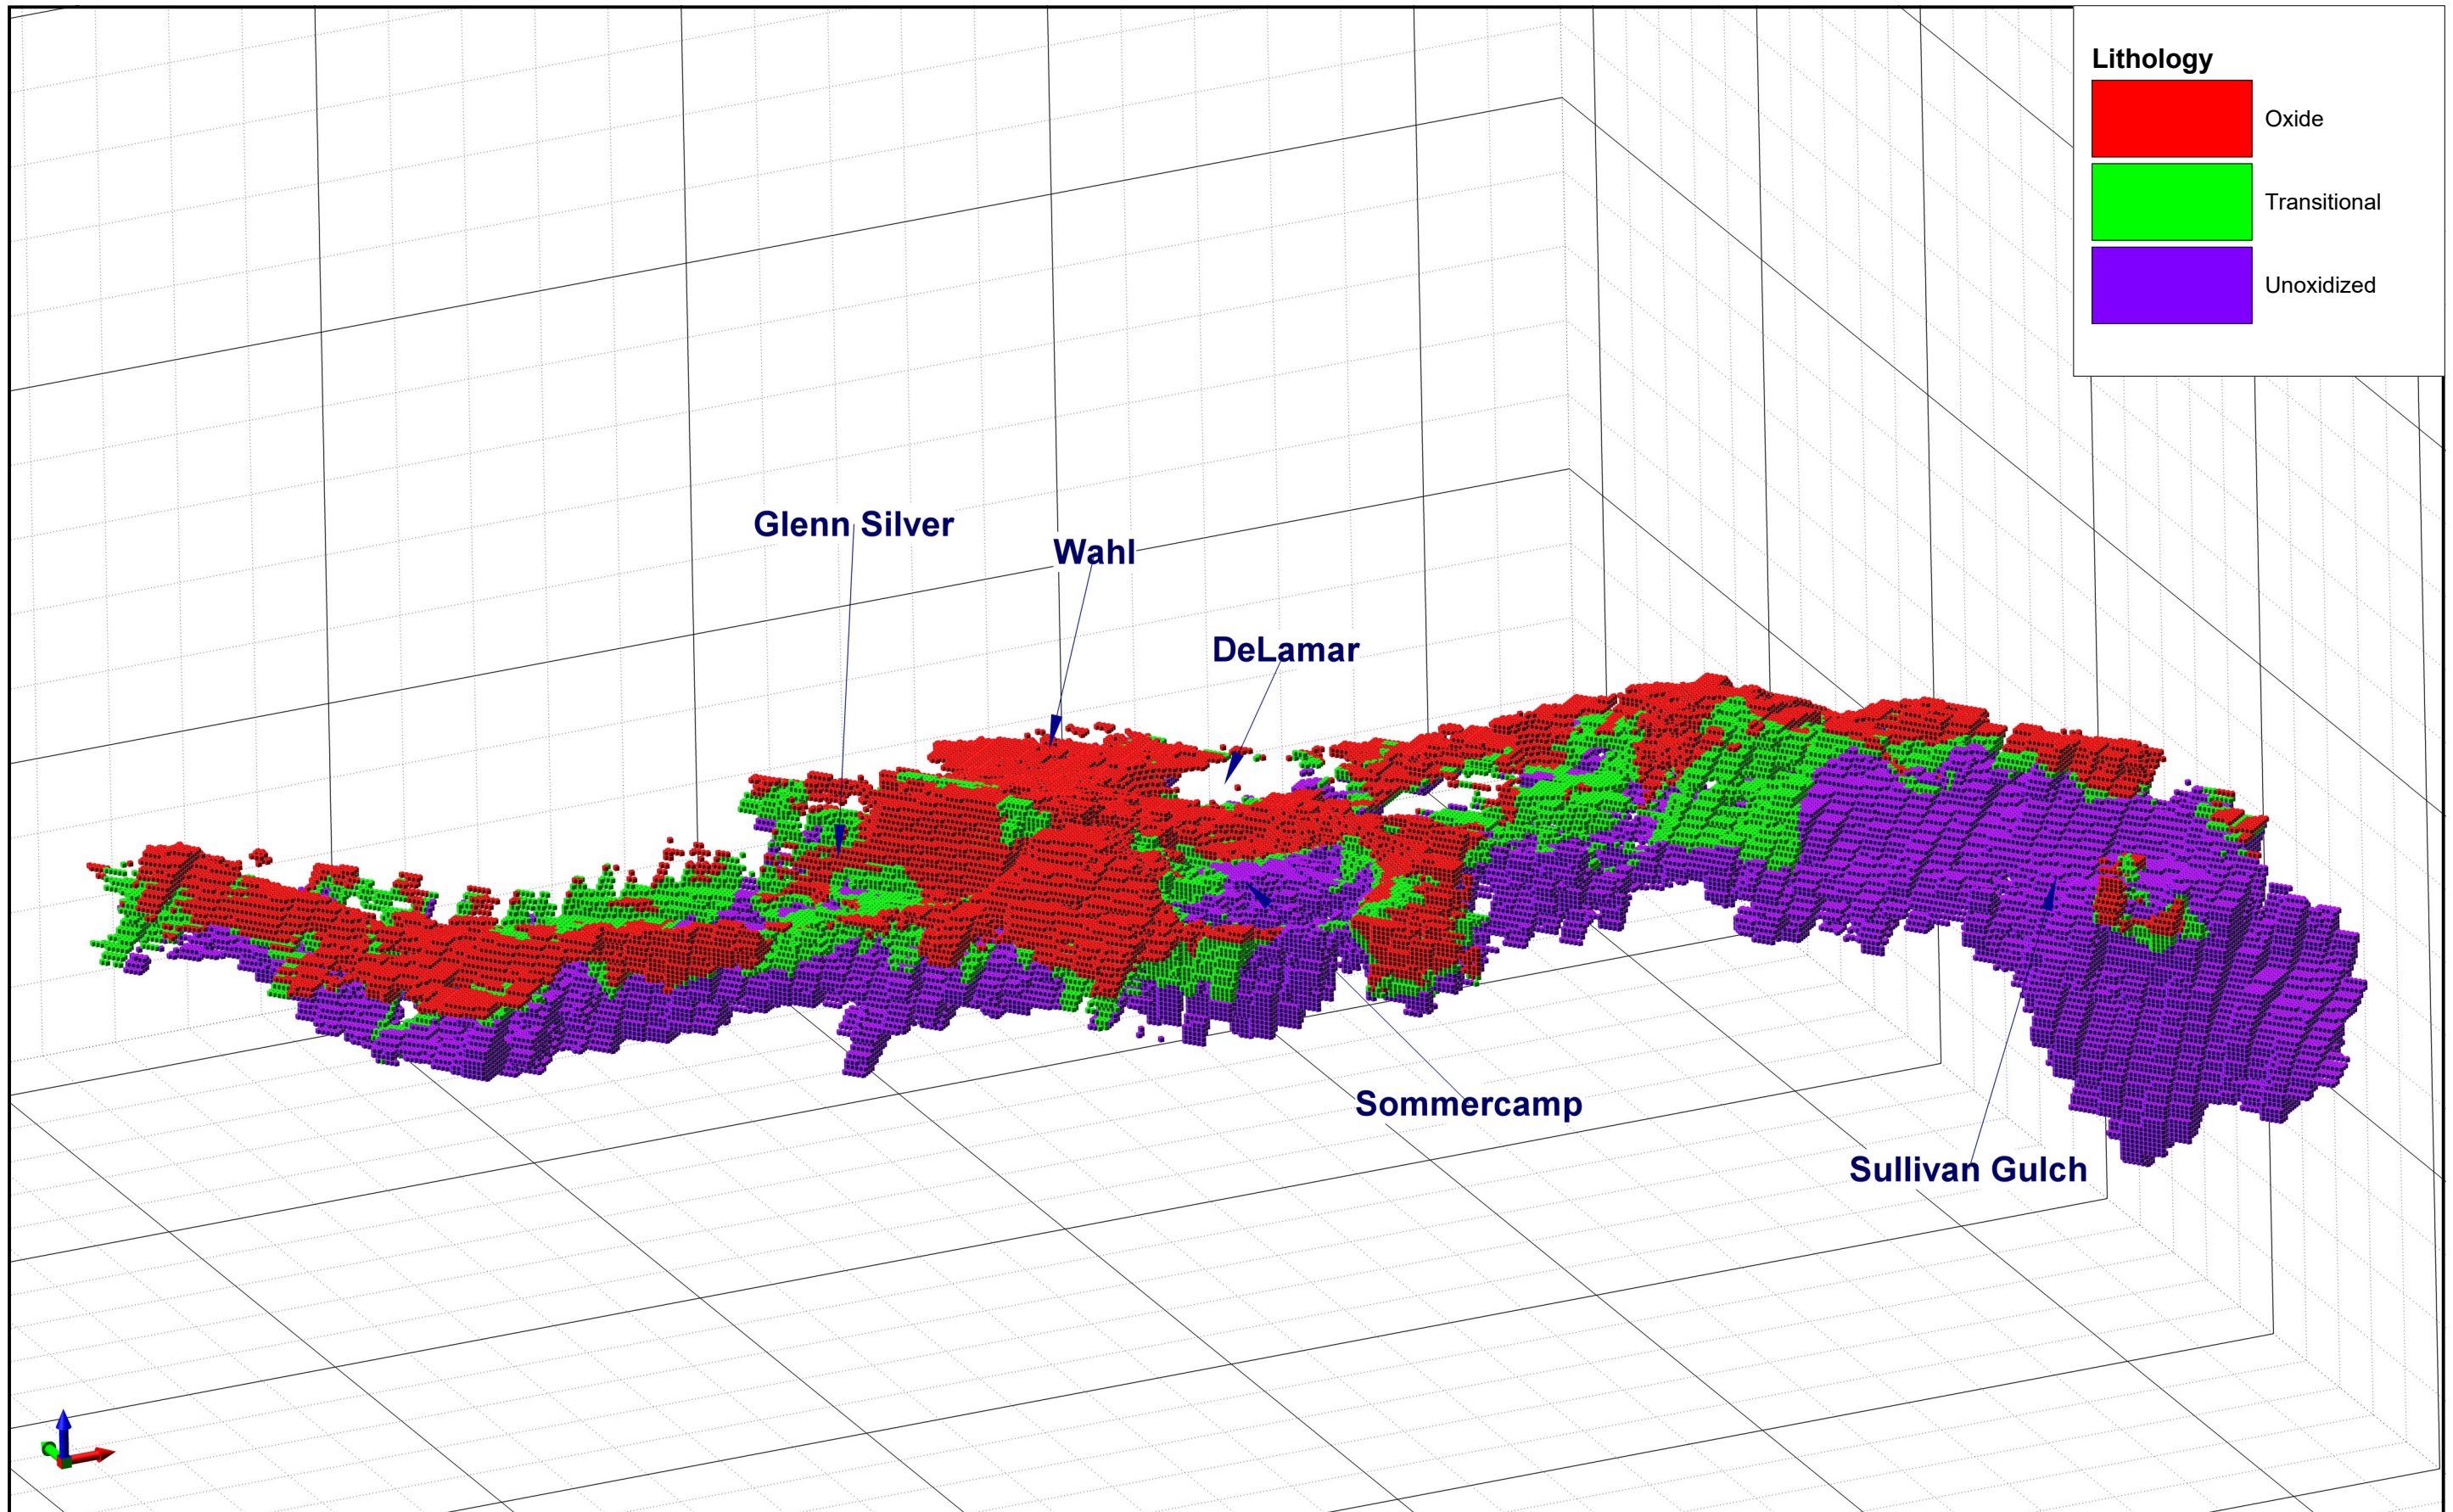 Lithology
Oxide
Transitional
Unoxidized
Glenn Silver
Wahl
DeLamar
Sommercamp
Sullivan Gulch